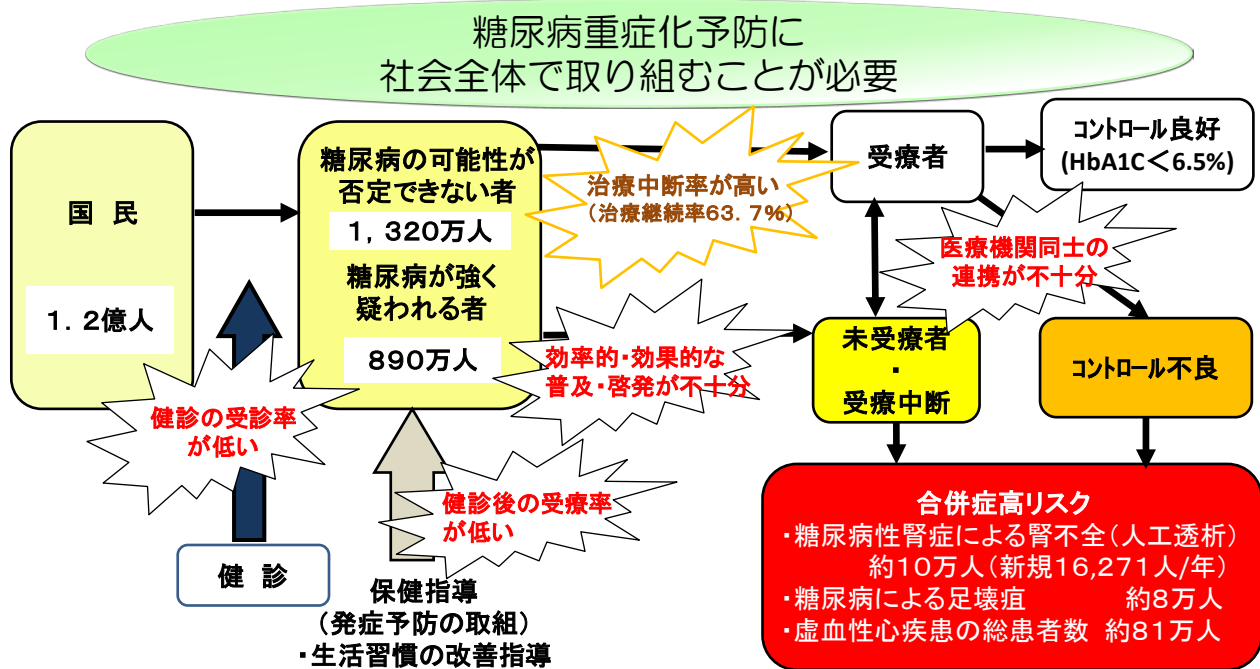 糖尿病重症化予防に
社会全体で取り組むことが必要
国 民
1.2億人
糖尿病の可能性が
否定できない者
1,320万人
糖尿病が強く
疑われる者
890万人
治療中断率が高い
(治療継続率63.7%)
受療者
コントロール良好
(HbA1C<6.5%)
医療機関同士の
連携が不十分
効率的・効果的な
普及・啓発が不十分
未受療者
・
受療中断
コントロール不良
健診の受診率
が低い
健診後の受療率
が低い
健 診
保健指導
(発症予防の取組)
・生活習慣の改善指導
合併症高リスク
・糖尿病性腎症による腎不全(人工透析)
約10万人(新規16,271人/年)
・糖尿病による足壊疽 約8万人
・虚血性心疾患の総患者数 約81万人